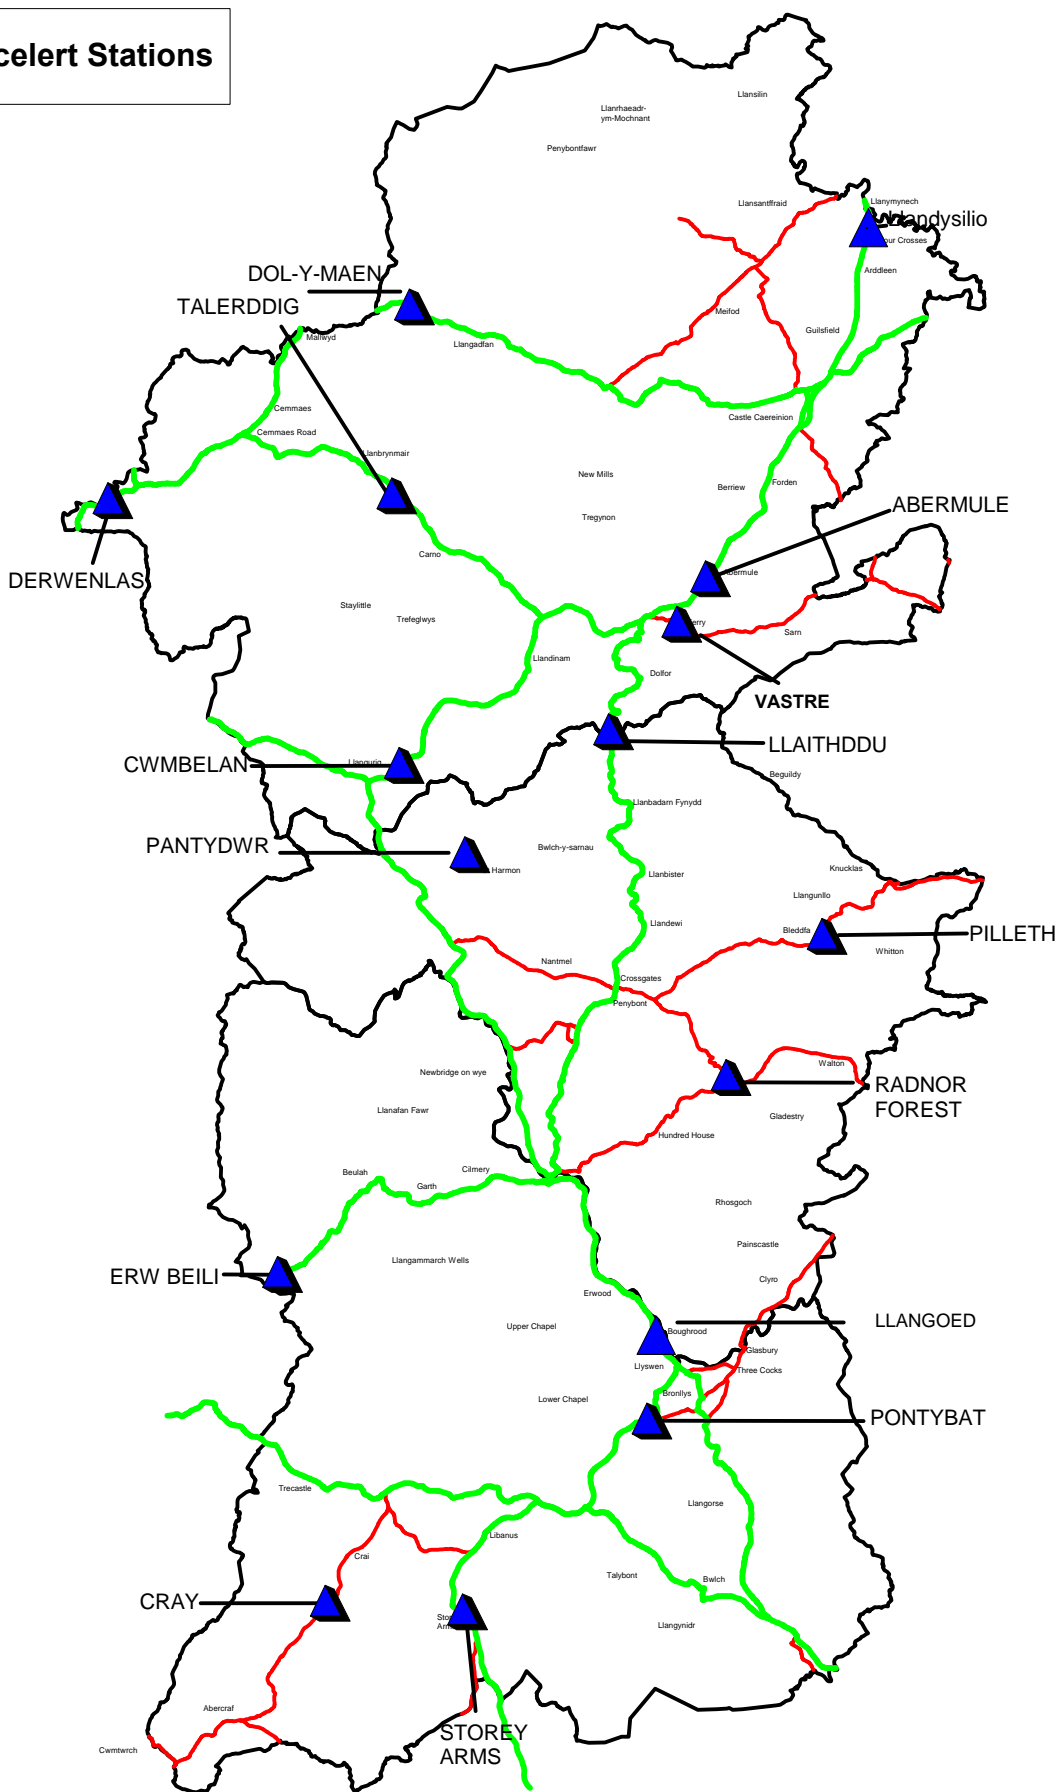 celert Stations
Llansilin
Llanrhaeadr-
ym-Mochnant
Penybontfawr
Llansantffraid
Llanymynech
Llandysilio
our Crosses
Arddleen
DOL-Y-MAEN
TALERDDIG
Mallwyd
Llangadfan
Meifod
Guilsfield
Cemmaes
Castle Caereinion
Cemmaes Road
Llanbrynmair
New Mills
Berriew
Forden
ABERMULE
Tregynon
Carno
DERWENLAS
bermule
Staylittle
Trefeglwys
erry
Sarn
Llandinam
Dolfor
VASTRE
LLAITHDDU
CWMBELAN
Llangurig
Beguildy
Llanbadarn Fynydd
PANTYDWR
Bwlch-y-sarnau
Harmon
Llanbister
Knucklas
Llangunllo
Llandewi
Bleddfa
PILLETH
Whitton
Nantmel
Crossgates
Penybont
Newbridge on wye
Walton
RADNOR
FOREST
Llanafan Fawr
Gladestry
Hundred House
Beulah
Cilmery
Garth
Rhosgoch
Painscastle
Llangammarch Wells
ERW BEILI
Clyro
Erwood
LLANGOED
Upper Chapel
Boughrood
Glasbury
Llyswen
Three Cocks
Bronllys
Lower Chapel
PONTYBAT
Trecastle
Llangorse
Libanus
Crai
Talybont
Bwlch
CRAY
Llangynidr
Abercraf
STOREY
ARMS
Cwmtwrch